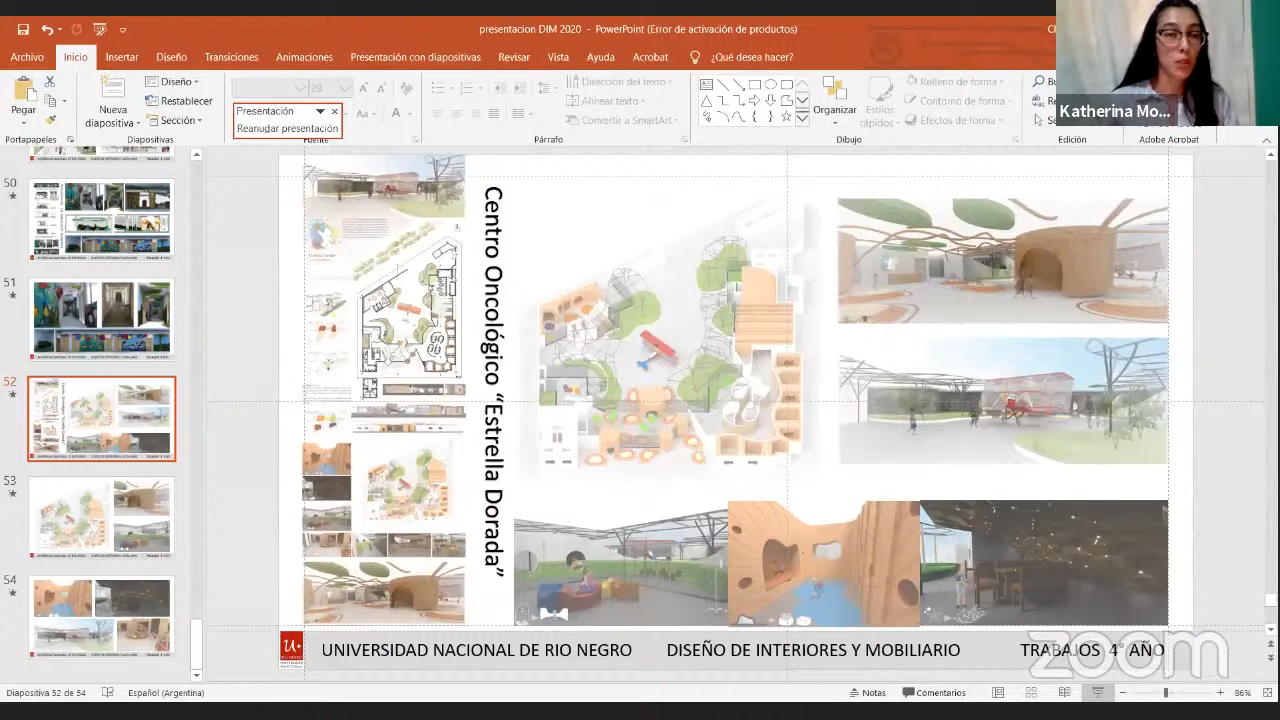 presentacion DIM 2020 - PowerPoint (Error de activación de productos)
Archivo Inicio Insertar Diseño Transiciones Animaciones Presentación con diapositivas Revisar Vista Ayuda Acrobat ¿Qué desea hacer?
Katherina Mo...
Pegar
Portapapeles
Nueva
diapositiva
Diseño
Restablecer
Sección
Diapositivas
28
Presentación
Reanudar presentación
Fuente
Dirección del texto
Alinear texto
Convertir a SmartArt
Párrafo
Organizar
Estilos
rápidos
Relleno de forma
Contorno de forma
Efectos de forma
Dibujo
Edición
Adobe Acrobat
50
51
52
53
54
Centro Oncológico “Estrella Dorada”
UNIVERSIDAD NACIONAL DE RIO NEGRO DISEÑO DE INTERIORES Y MOBILIARIO TRABAJOS 4° AÑO
zoom
Diapositiva 52 de 54 Español (Argentina) Notas Comentarios 86%